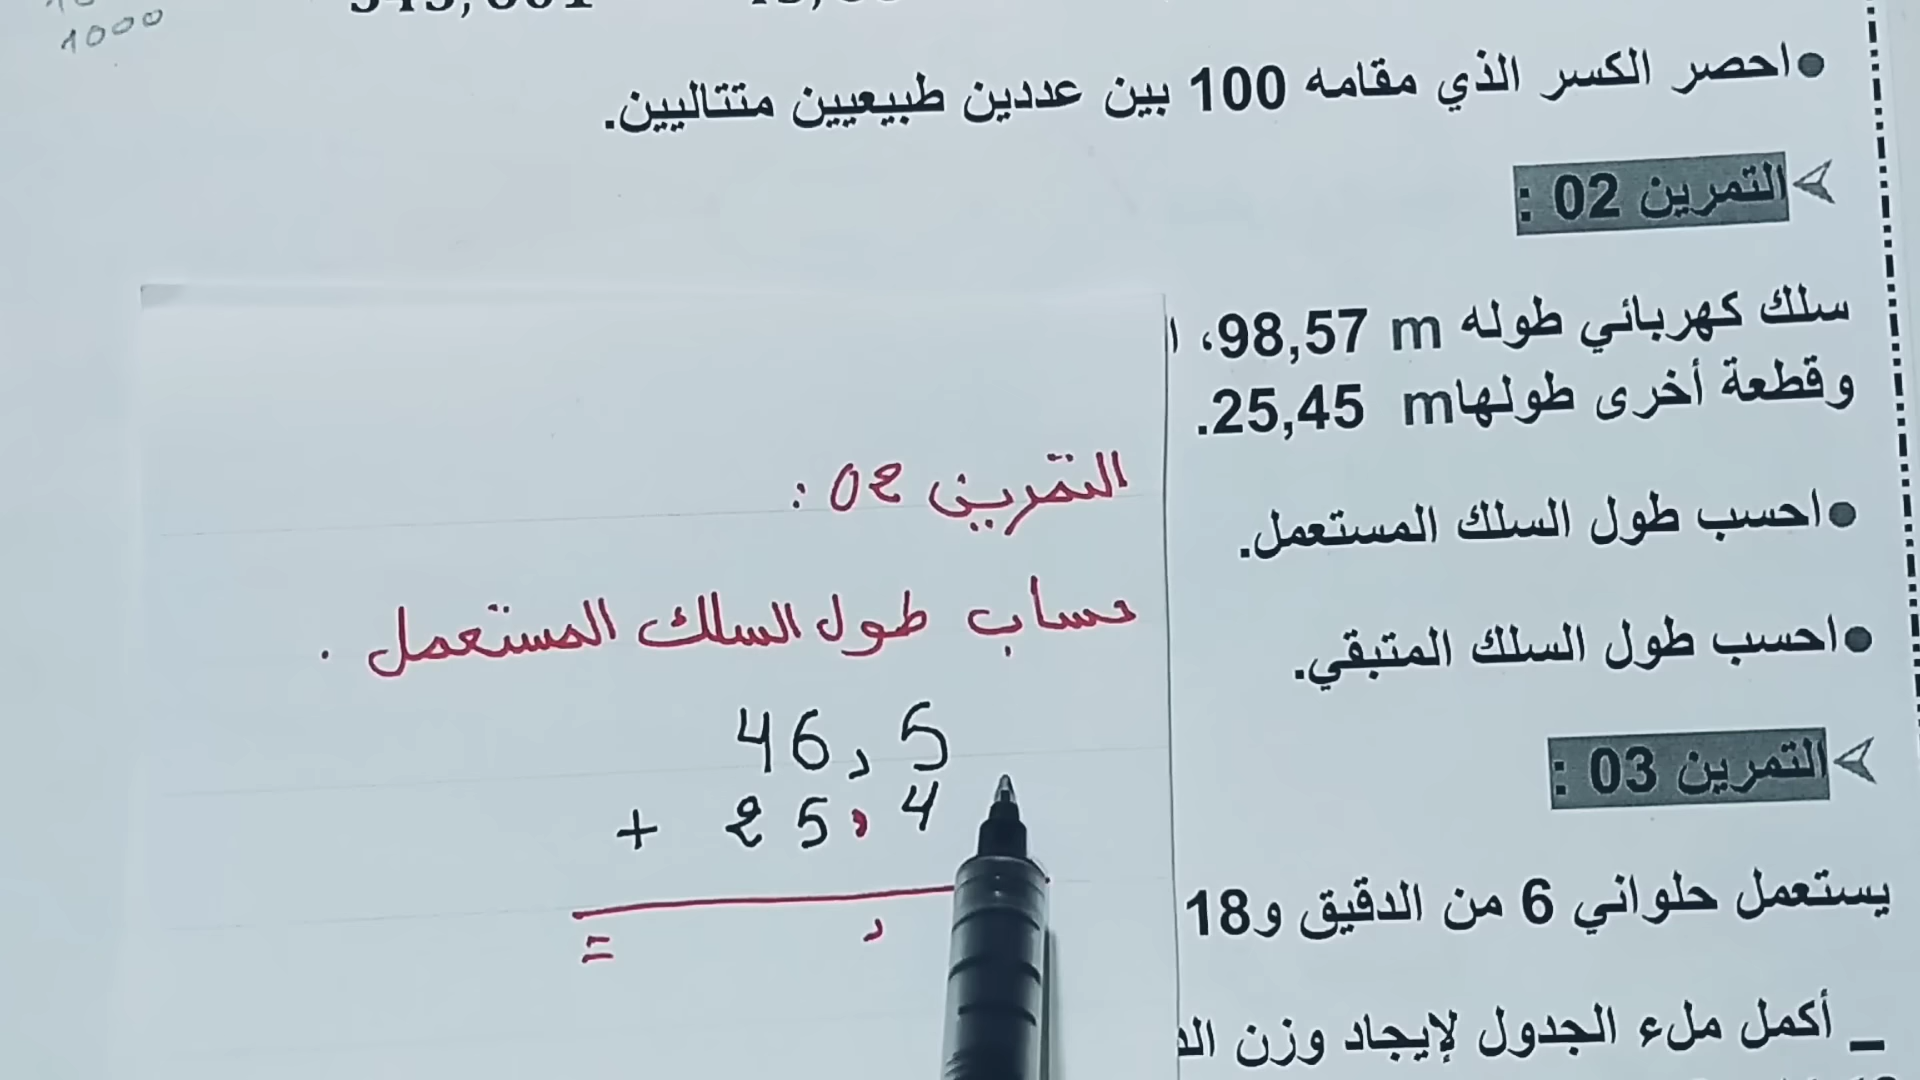 1000
احصر الكسر الذي مقامه 100 بين عددين طبيعيين متتاليين.
التمرين 02 :
سلك كهربائي طوله 98,57 m،
وقطعة أخرى طولها 25,45 m.
احسب طول السلك المستعمل.
احسب طول السلك المتبقي.
التمرين 02 :
حساب طول السلك المستعمل .
46,5
+ 25,4
=
,
التمرين 03 :
يستعمل حلواني 6 من الدقيق و18
_ أكمل ملء الجدول لإيجاد وزن